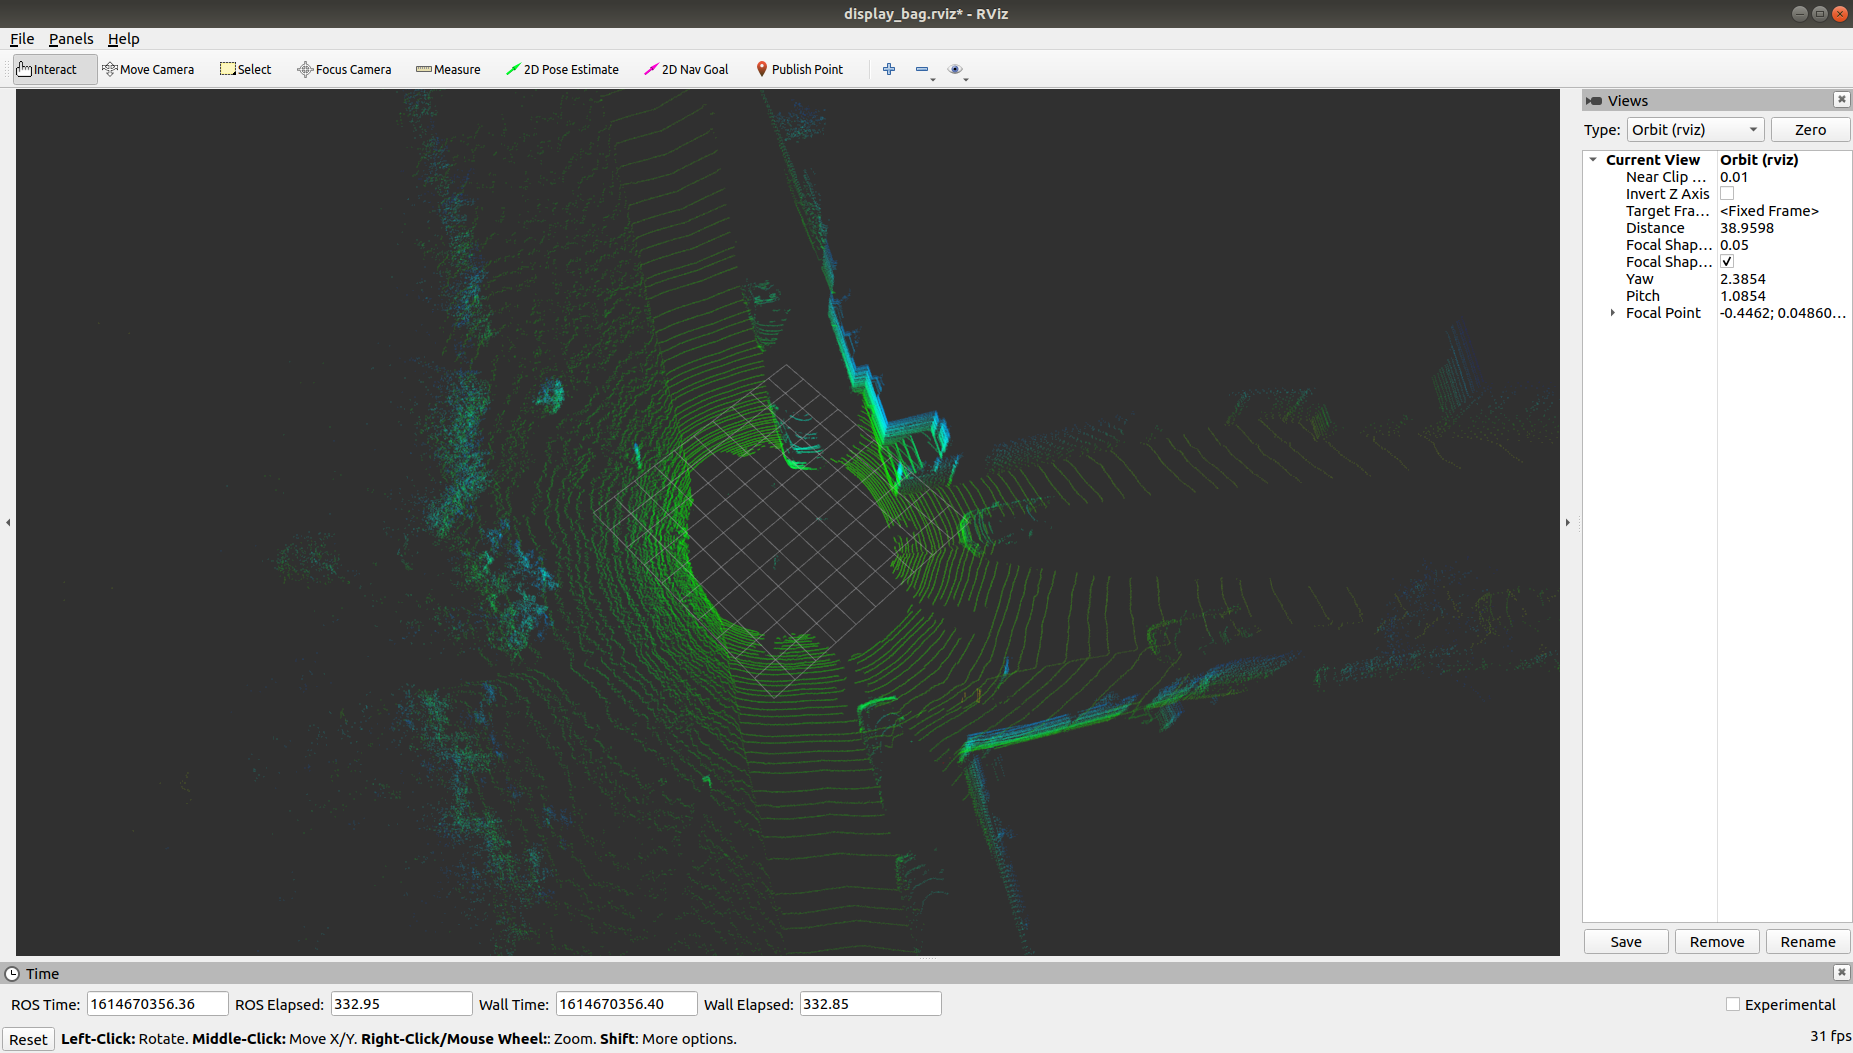 display_bag.rviz* - RViz
File Panels Help
Interact Move Camera Select Focus Camera Measure 2D Pose Estimate 2D Nav Goal Publish Point
Views
Type: Orbit (rviz) Zero
Current View Orbit (rviz)
Near Clip ... 0.01
Invert Z Axis
Target Fra... <Fixed Frame>
Distance 38.9598
Focal Shap... 0.05
Focal Shap...
Yaw 2.3854
Pitch 1.0854
Focal Point -0.4462; 0.04860...
Save Remove Rename
Time
ROS Time: 1614670356.36 ROS Elapsed: 332.95 Wall Time: 1614670356.40 Wall Elapsed: 332.85 Experimental
Reset Left-Click: Rotate. Middle-Click: Move X/Y. Right-Click/Mouse Wheel:: Zoom. Shift: More options. 31 fps